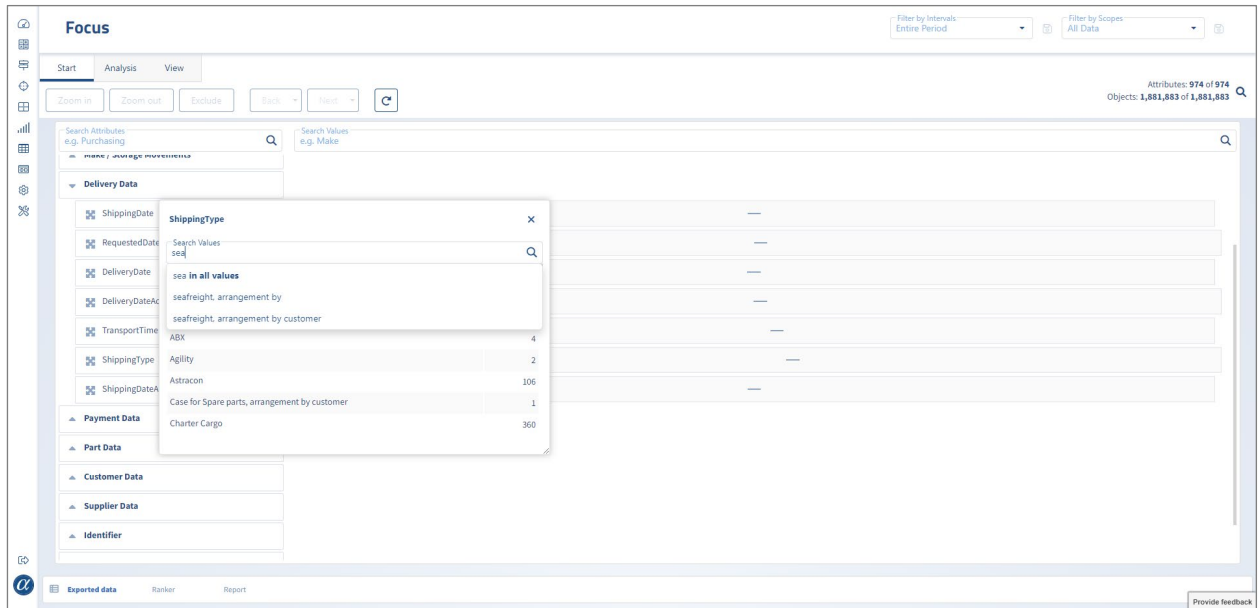 Focus
Filter by Intervals
Entire Period
Filter by Scopes
All Data
Start Analysis View
Zoom in Zoom out Exclude Back Next
Attributes: 974 of 974
Objects: 1,881,883 of 1,881,883
Search Attributes
e.g. Purchasing
Search Values
e.g. Make
Make / Storage Movements
Delivery Data
ShippingDate
RequestedDate
DeliveryDate
DeliveryDateAc
TransportTime
ShippingType
ShippingDateA
Payment Data
Part Data
Customer Data
Supplier Data
Identifier
ShippingType
Search Values
sea
sea in all values
seafreight, arrangement by
seafreight, arrangement by customer
ABX 4
Agility 2
Astracon 106
Case for Spare parts, arrangement by customer 1
Charter Cargo 360
α
Exported data Ranker Report
Provide feedback